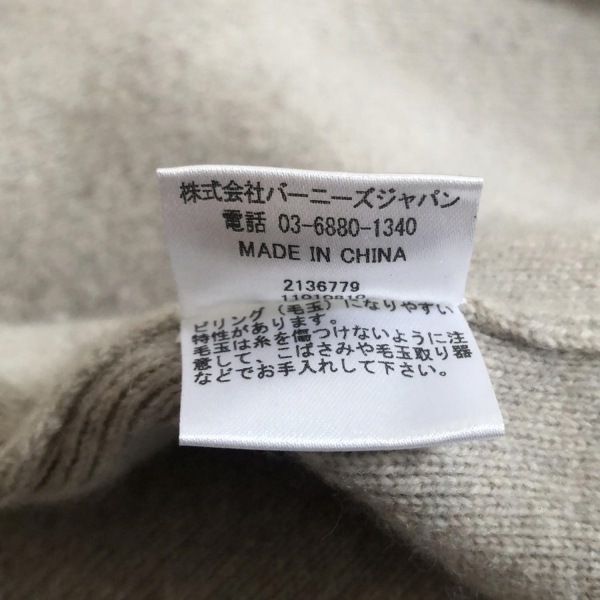 株式会社バーニーズジャパン
電話 03-6880-1340
MADE IN CHINA
2136779
ピリング(毛玉)になりやすい
特性があります。
毛玉は糸を傷つけないように注
意して、こばさみや毛玉取り器
などでお手入れして下さい。